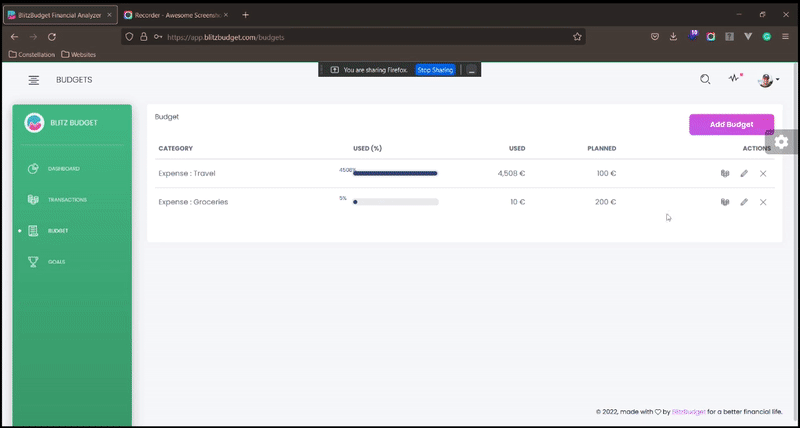 BlitzBudget Financial Analyzer
Recorder - Awesome Screensho
https://app.blitzbudget.com/budgets
Constellation
Websites
You are sharing Firefox.
Stop Sharing
BUDGETS
BLITZ BUDGET
DASHBOARD
TRANSACTIONS
BUDGET
GOALS
Budget
Add Budget
CATEGORY USED (%) USED PLANNED ACTIONS
Expense : Travel 4508% 4,508 € 100 €
Expense : Groceries 5% 10 € 200 €
© 2022, made with ♡ by BlitzBudget for a better financial life.